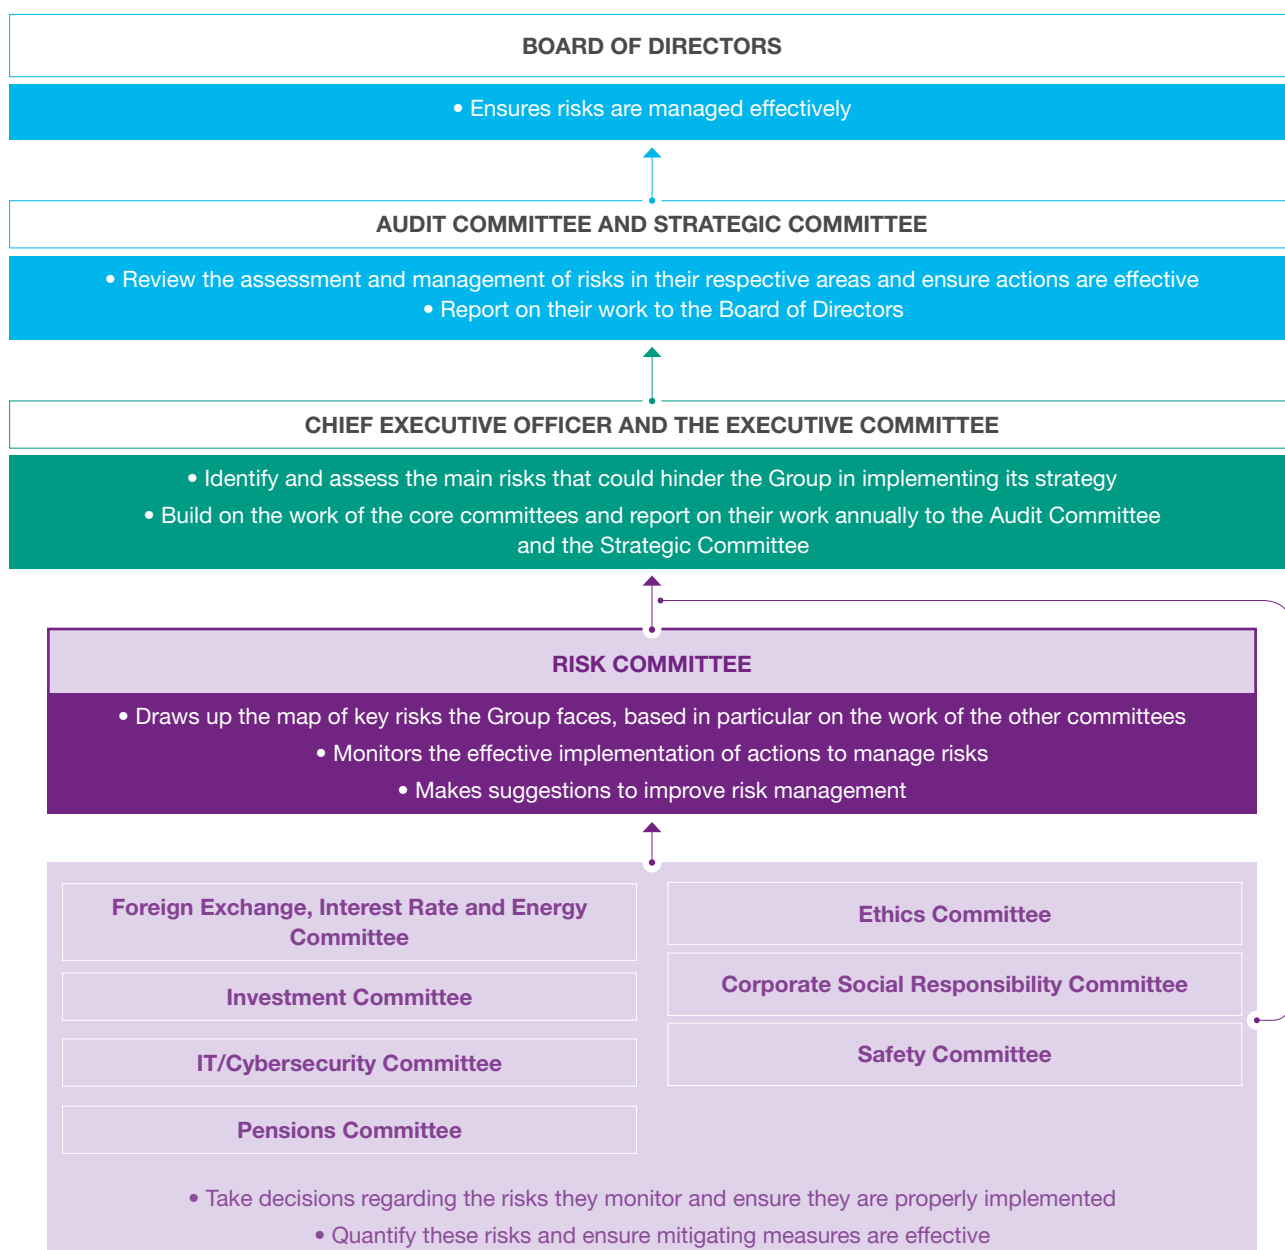 BOARD OF DIRECTORS
• Ensures risks are managed effectively
AUDIT COMMITTEE AND STRATEGIC COMMITTEE
• Review the assessment and management of risks in their respective areas and ensure actions are effective
• Report on their work to the Board of Directors
CHIEF EXECUTIVE OFFICER AND THE EXECUTIVE COMMITTEE
• Identify and assess the main risks that could hinder the Group in implementing its strategy
• Build on the work of the core committees and report on their work annually to the Audit Committee
and the Strategic Committee
RISK COMMITTEE
• Draws up the map of key risks the Group faces, based in particular on the work of the other committees
• Monitors the effective implementation of actions to manage risks
• Makes suggestions to improve risk management
Foreign Exchange, Interest Rate and Energy
Committee
Investment Committee
IT/Cybersecurity Committee
Pensions Committee
Ethics Committee
Corporate Social Responsibility Committee
Safety Committee
• Take decisions regarding the risks they monitor and ensure they are properly implemented
• Quantify these risks and ensure mitigating measures are effective